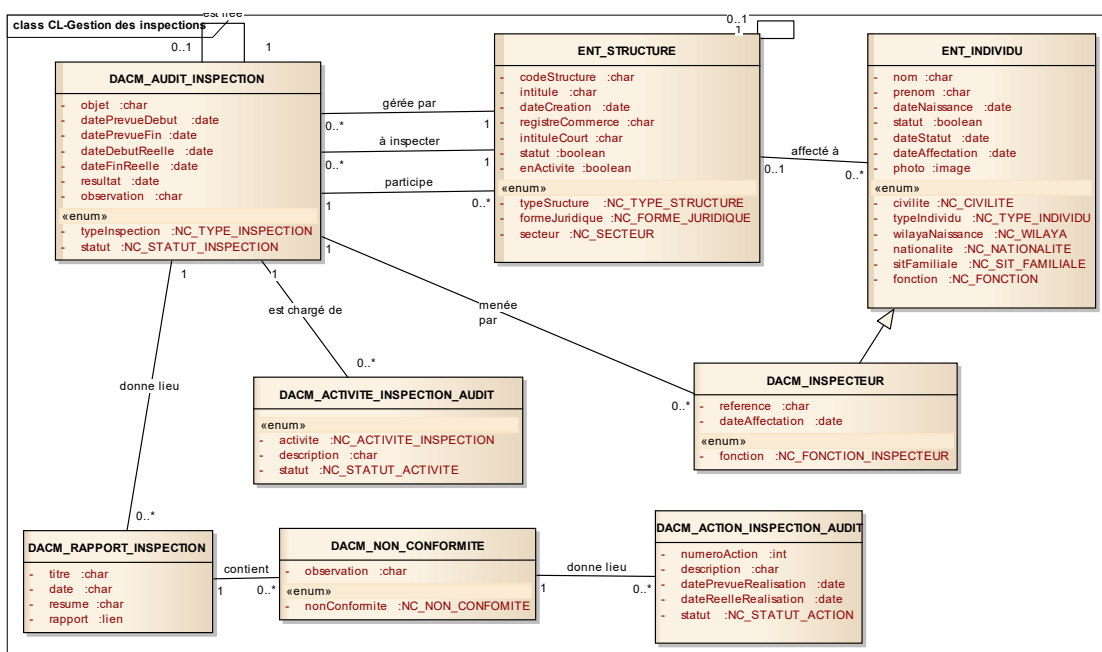 class CL-Gestion des inspections
est liée
0..1
1
0..1
1
DACM_AUDIT_INSPECTION
- objet :char
- datePrevueDebut :date
- datePrevueFin :date
- dateDebutReelle :date
- dateFinReelle :date
- resultat :date
- observation :char
«enum»
- typeInspection :NC_TYPE_INSPECTION
- statut :NC_STATUT_INSPECTION
gérée par
0..*
1
à inspecter
0..*
1
participe
1
0..*
ENT_STRUCTURE
- codeStructure :char
- intitule :char
- dateCreation :date
- registreCommerce :char
- intituleCourt :char
- statut :boolean
- enActivite :boolean
«enum»
- typeSructure :NC_TYPE_STRUCTURE
- formeJuridique :NC_FORME_JURIDIQUE
- secteur :NC_SECTEUR
affecté à
0..1
0..*
ENT_INDIVIDU
- nom :char
- prenom :char
- dateNaissance :date
- statut :boolean
- dateStatut :date
- dateAffectation :date
- photo :image
«enum»
- civilite :NC_CIVILITE
- typeIndividu :NC_TYPE_INDIVIDU
- wilayaNaissance :NC_WILAYA
- nationalite :NC_NATIONALITE
- sitFamiliale :NC_SIT_FAMILIALE
- fonction :NC_FONCTION
1
menée
par
0..*
1
est chargé de
0..*
1
donne lieu
0..*
DACM_ACTIVITE_INSPECTION_AUDIT
«enum»
- activite :NC_ACTIVITE_INSPECTION
- description :char
- statut :NC_STATUT_ACTIVITE
DACM_INSPECTEUR
- reference :char
- dateAffectation :date
«enum»
- fonction :NC_FONCTION_INSPECTEUR
DACM_RAPPORT_INSPECTION
- titre :char
- date :char
- resume :char
- rapport :lien
contient
1
0..*
DACM_NON_CONFORMITE
- observation :char
«enum»
- nonConformite :NC_NON_CONFOMITE
donne lieu
1
0..*
DACM_ACTION_INSPECTION_AUDIT
- numeroAction :int
- description :char
- datePrevueRealisation :date
- dateReelleRealisation :date
- statut :NC_STATUT_ACTION